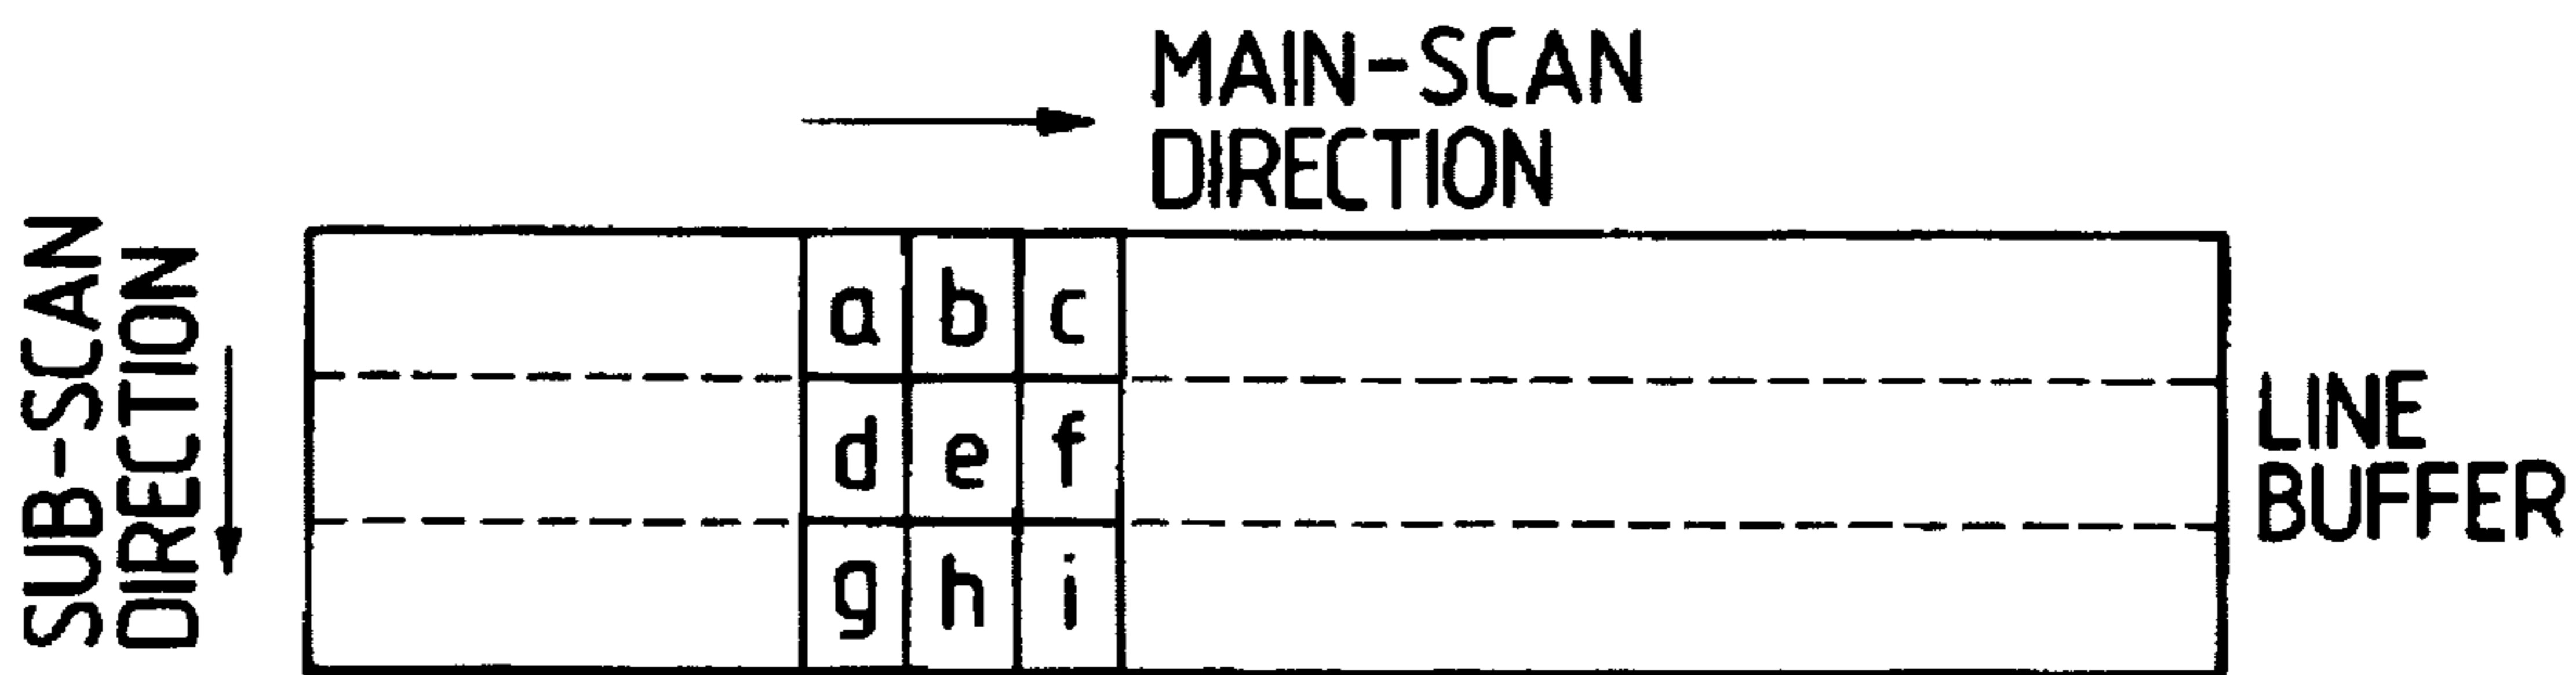 MAIN-SCAN
DIRECTION
SUB-SCAN
DIRECTION
a b c
d e f
g h i
LINE
BUFFER